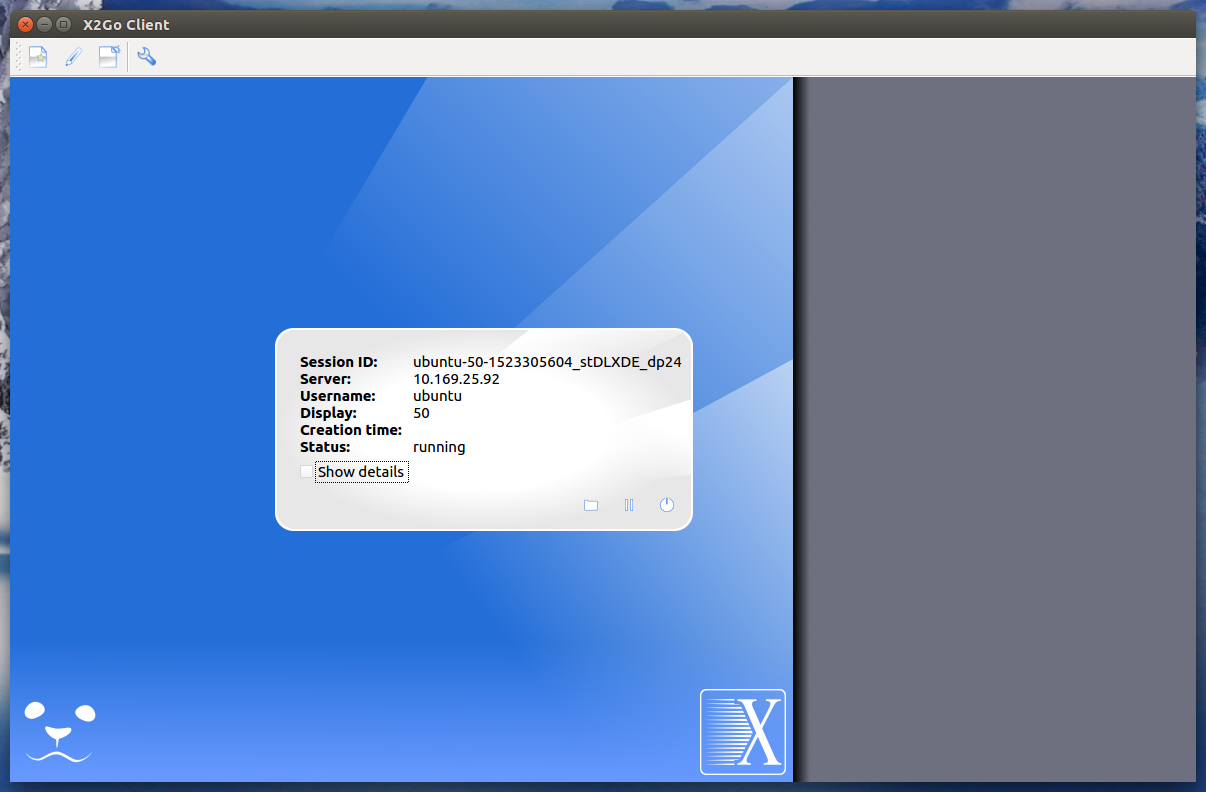 X2Go Client
Session ID: ubuntu-50-1523305604_stDLXDE_dp24
Server: 10.169.25.92
Username: ubuntu
Display: 50
Creation time:
Status: running
Show details
X